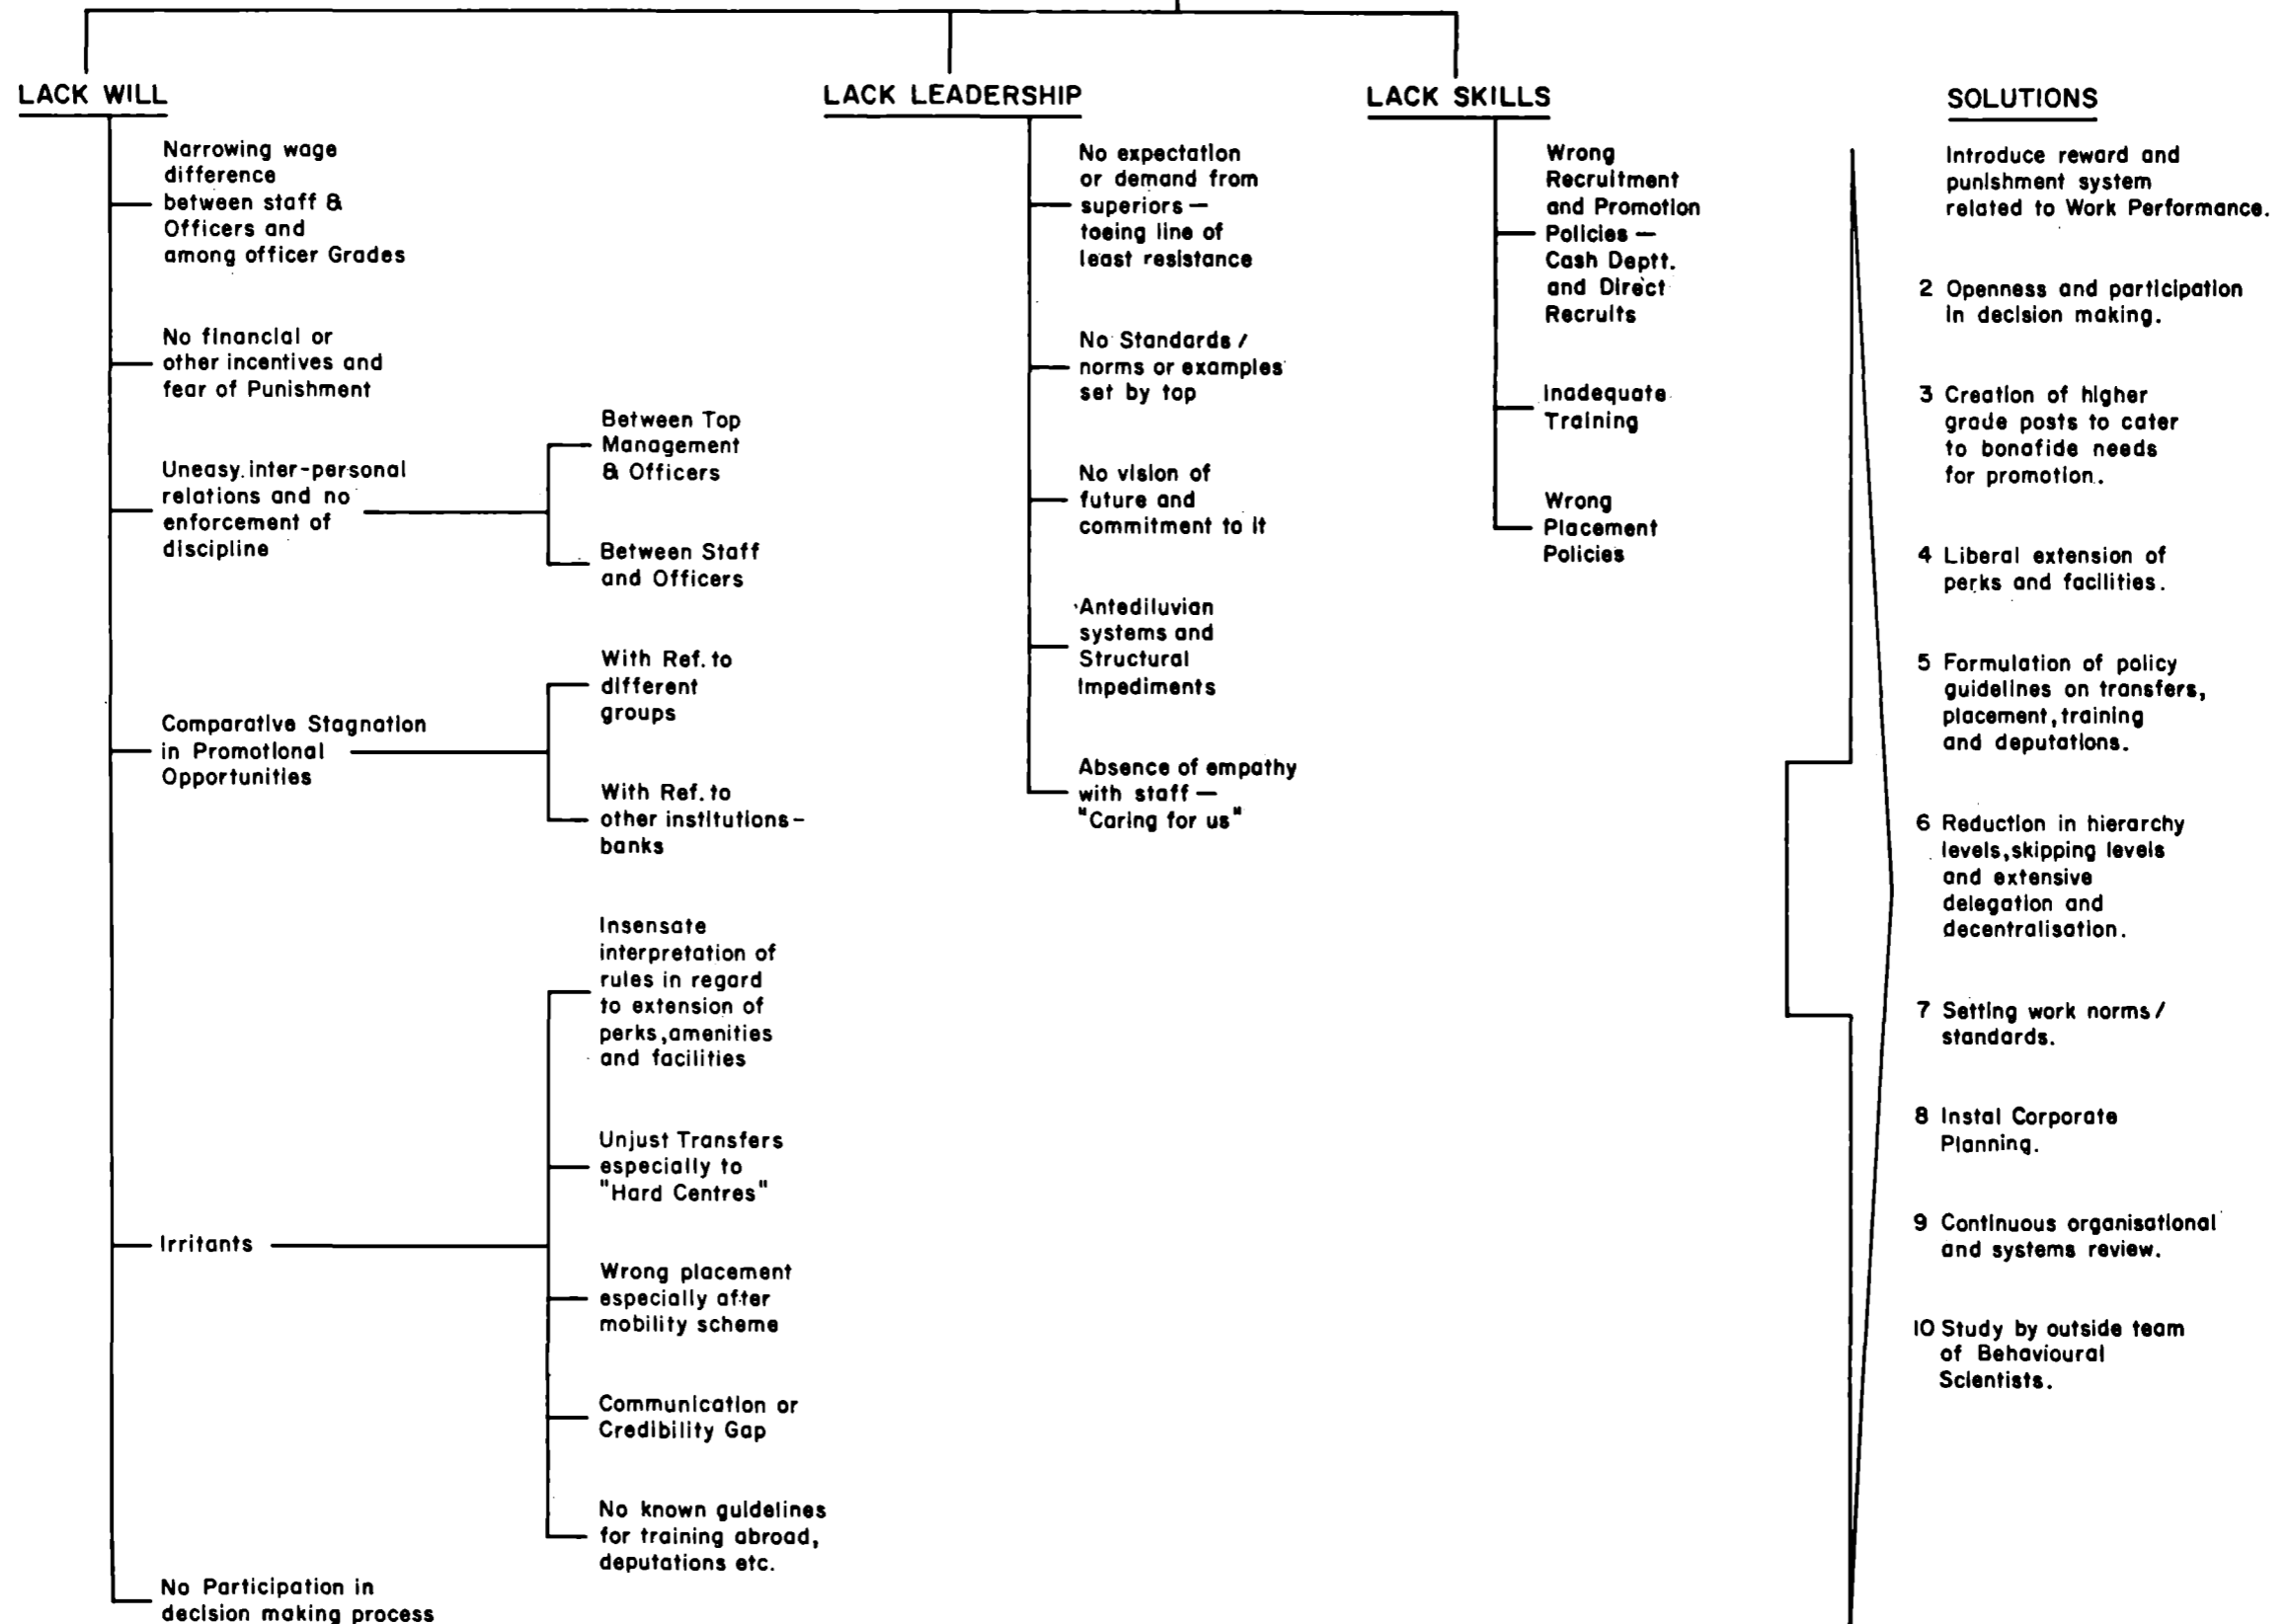 LACK WILL
Narrowing wage
difference
between staff &
Officers and
among officer Grades
No financial or
other incentives and
fear of Punishment
Uneasy inter-personal
relations and no
enforcement of
discipline
Between Top
Management
& Officers
Between Staff
and Officers
Comparative Stagnation
in Promotional
Opportunities
With Ref. to
different
groups
With Ref. to
other institutions-
banks
Irritants
Insensate
interpretation of
rules in regard
to extension of
perks, amenities
and facilities
Unjust Transfers
especially to
"Hard Centres"
Wrong placement
especially after
mobility scheme
Communication or
Credibility Gap
No known guidelines
for training abroad,
deputations etc.
No Participation in
decision making process
LACK LEADERSHIP
No expectation
or demand from
superiors —
toeing line of
least resistance
No Standards /
norms or examples
set by top
No vision of
future and
commitment to it
Antediluvian
systems and
Structural
Impediments
Absence of empathy
with staff —
"Caring for us"
LACK SKILLS
Wrong
Recruitment
and Promotion
Policies —
Cash Deptt.
and Direct
Recruits
Inadequate
Training
Wrong
Placement
Policies
SOLUTIONS
Introduce reward and
punishment system
related to Work Performance.
2 Openness and participation
in decision making.
3 Creation of higher
grade posts to cater
to bonafide needs
for promotion.
4 Liberal extension of
perks and facilities.
5 Formulation of policy
guidelines on transfers,
placement, training
and deputations.
6 Reduction in hierarchy
levels, skipping levels
and extensive
delegation and
decentralisation.
7 Setting work norms /
standards.
8 Instal Corporate
Planning.
9 Continuous organisational
and systems review.
10 Study by outside team
of Behavioural
Scientists.